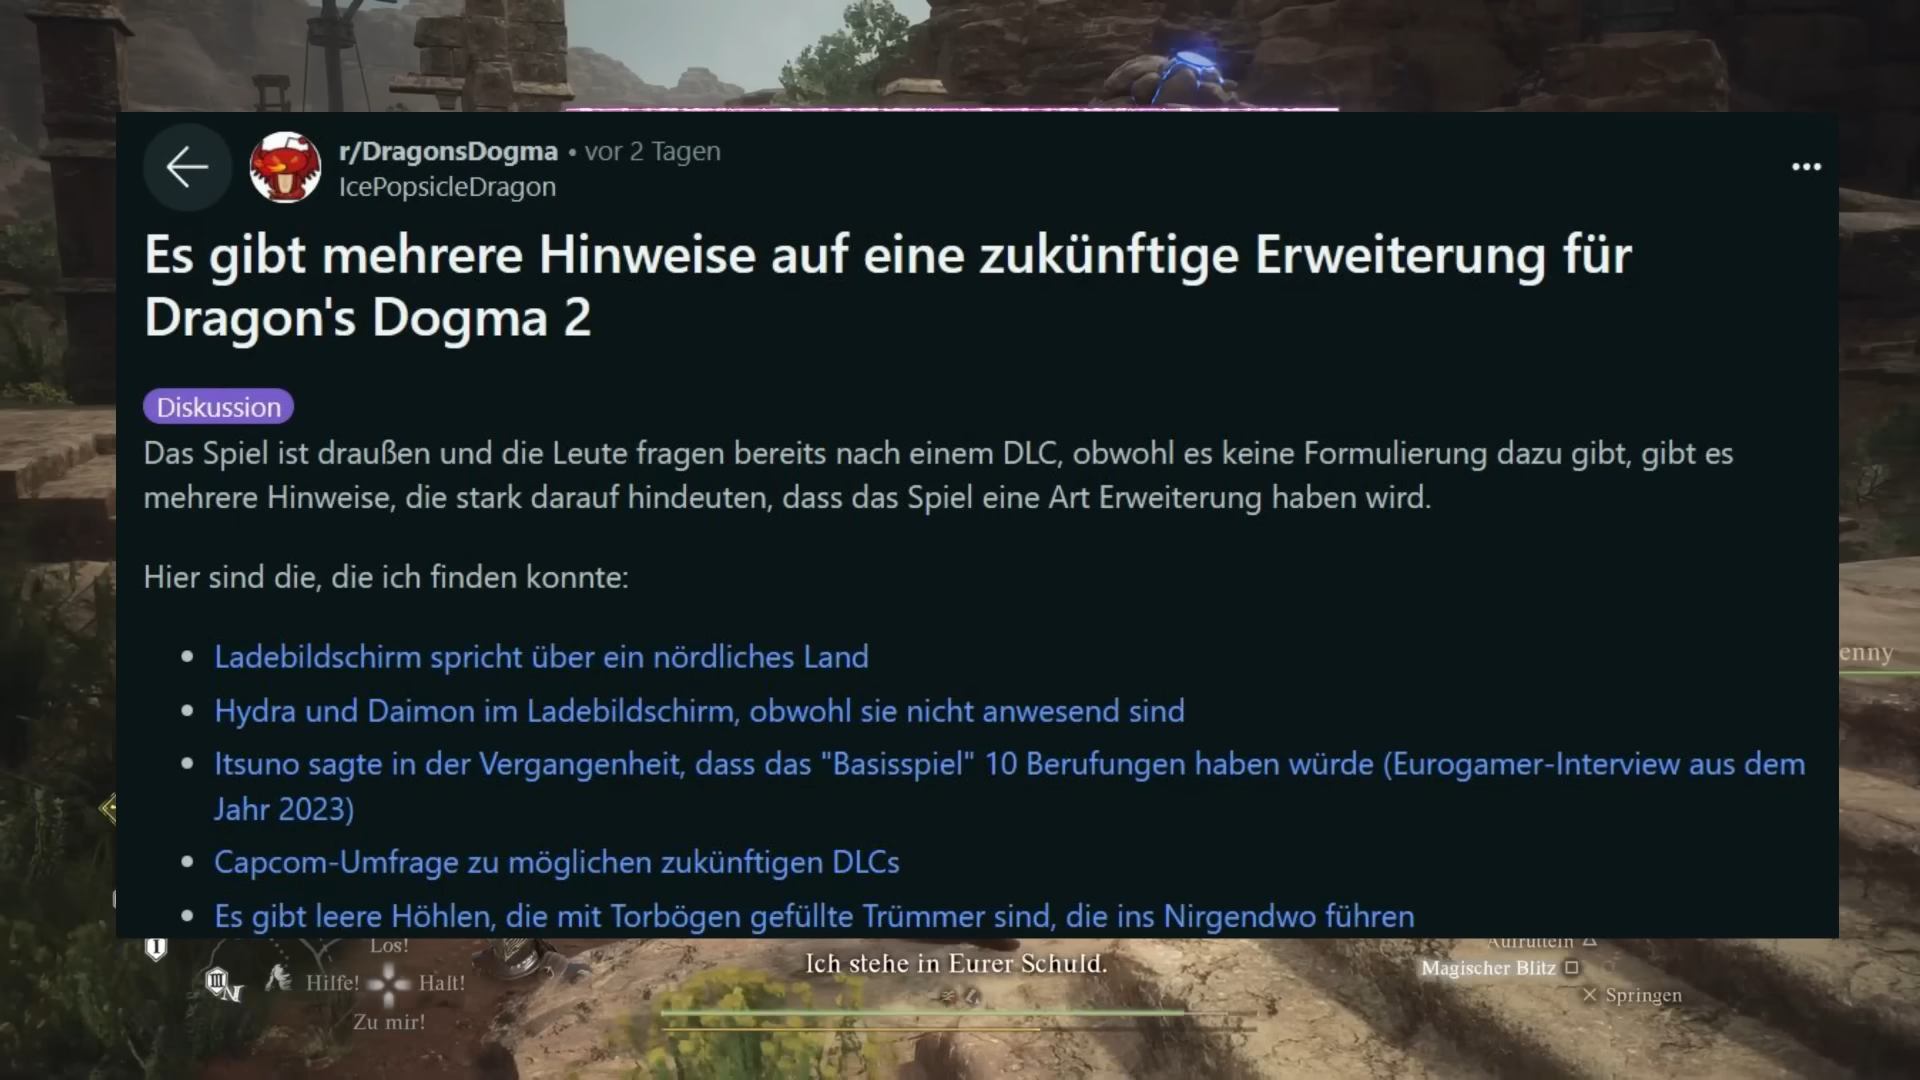 r/DragonsDogma • vor 2 Tagen
IcePopsicleDragon
Es gibt mehrere Hinweise auf eine zukünftige Erweiterung für
Dragon's Dogma 2
Diskussion
Das Spiel ist draußen und die Leute fragen bereits nach einem DLC, obwohl es keine Formulierung dazu gibt, gibt es
mehrere Hinweise, die stark darauf hindeuten, dass das Spiel eine Art Erweiterung haben wird.
Hier sind die, die ich finden konnte:
• Ladebildschirm spricht über ein nördliches Land
• Hydra und Daimon im Ladebildschirm, obwohl sie nicht anwesend sind
• Itsuno sagte in der Vergangenheit, dass das "Basisspiel" 10 Berufungen haben würde (Eurogamer-Interview aus dem
Jahr 2023)
• Capcom-Umfrage zu möglichen zukünftigen DLCs
• Es gibt leere Höhlen, die mit Torbögen gefüllte Trümmer sind, die ins Nirgendwo führen
enny
I
III
N
Los!
Hilfe!
Halt!
Zu mir!
Ich stehe in Eurer Schuld.
Magischer Blitz
Springen